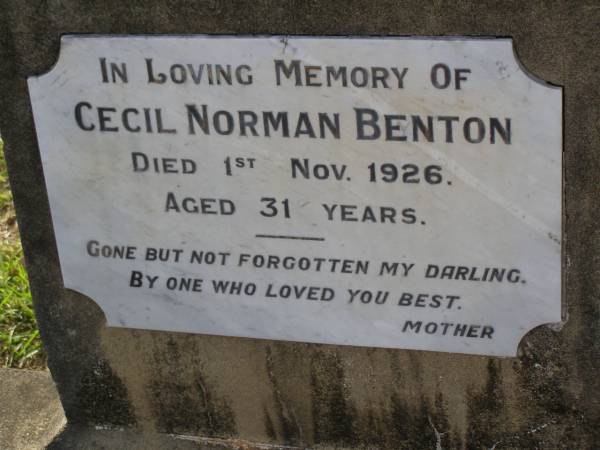 In Loving Memory Of
Cecil Norman Benton
Died 1st Nov. 1926.
Aged 31 years.
Gone but not forgotten my darling.
By one who loved you best.
Mother